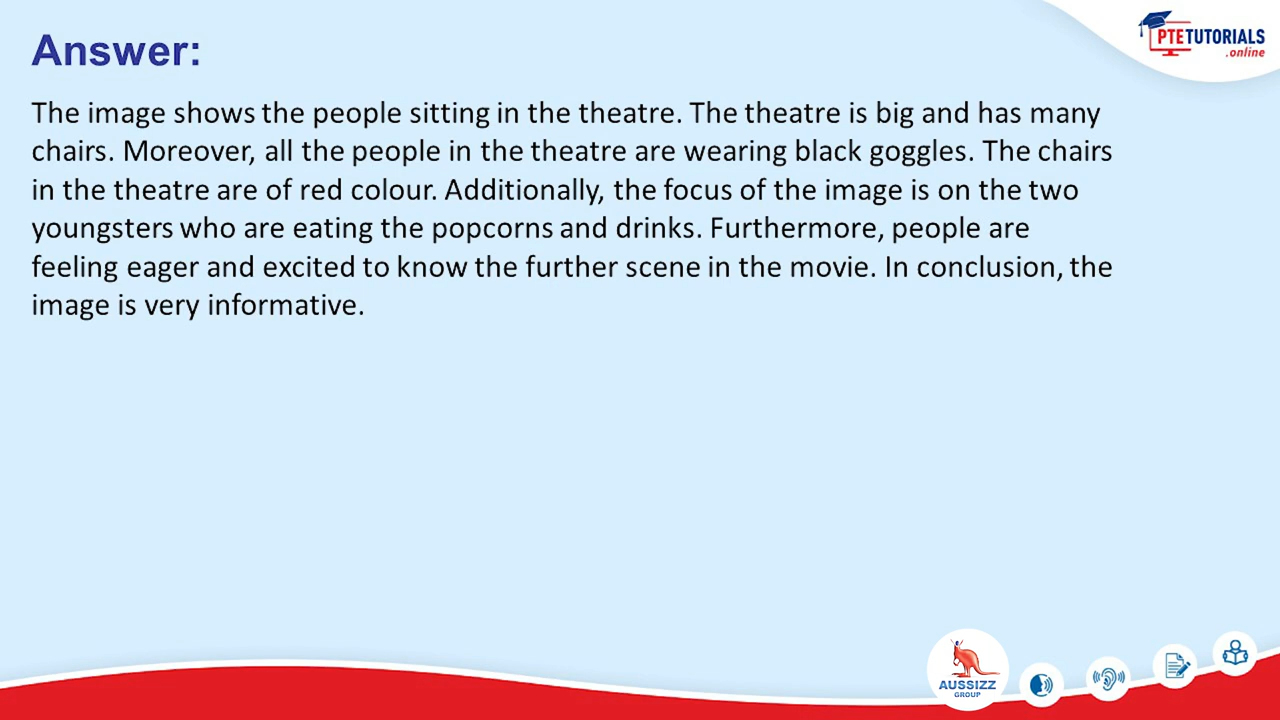 Answer:
PTETUTORIALS
.online
The image shows the people sitting in the theatre. The theatre is big and has many
chairs. Moreover, all the people in the theatre are wearing black goggles. The chairs
in the theatre are of red colour. Additionally, the focus of the image is on the two
youngsters who are eating the popcorns and drinks. Furthermore, people are
feeling eager and excited to know the further scene in the movie. In conclusion, the
image is very informative.
AUSSIZZ
GROUP